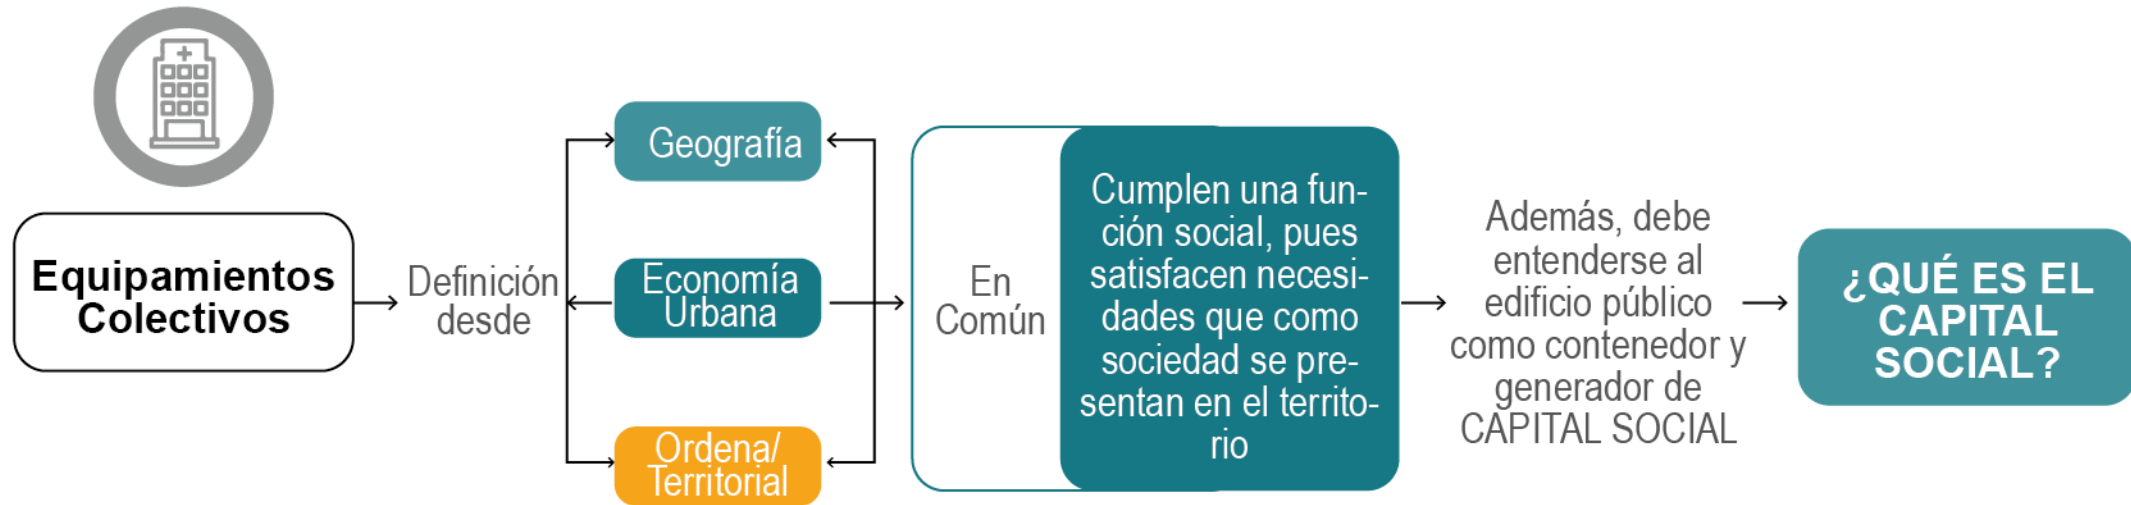 Equipamientos
Colectivos
Definición
desde
Geografía
Economía
Urbana
Ordena/
Territorial
En
Común
Cumplen una fun-
ción social, pues
satisfacen necesi-
dades que como
sociedad se pre-
sentan en el territo-
rio
Además, debe
entenderse al
edificio público
como contenedor y
generador de
CAPITAL SOCIAL
¿QUÉ ES EL
CAPITAL
SOCIAL?